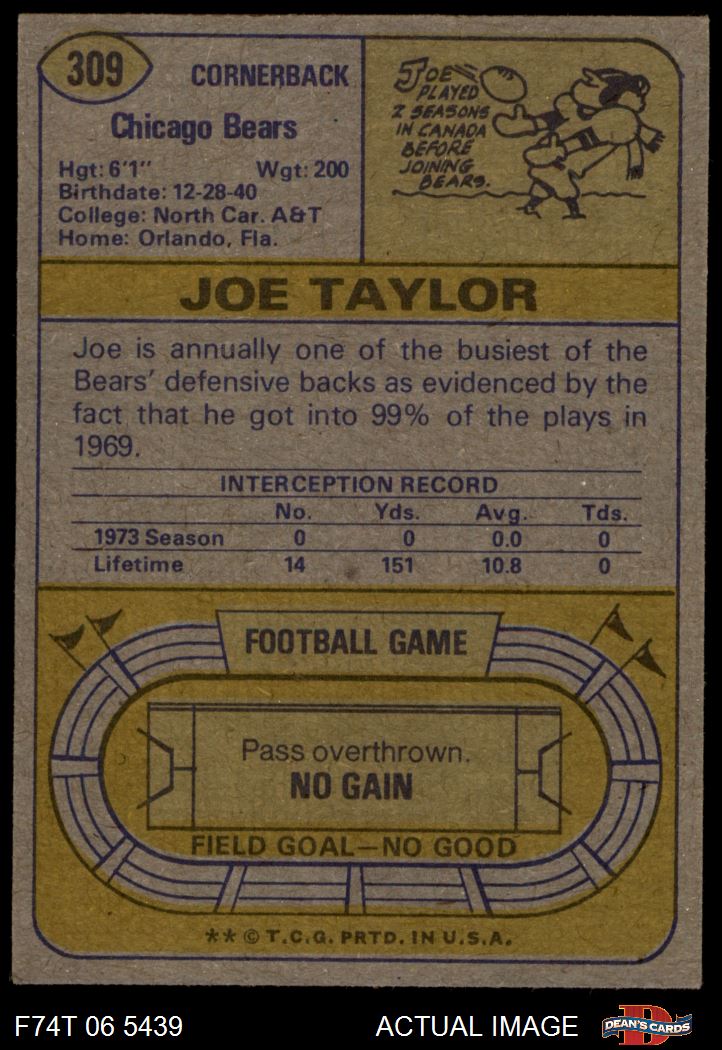 309
CORNERBACK
Chicago Bears
Hgt: 6'1" Wgt: 200
Birthdate: 12-28-40
College: North Car. A&T
Home: Orlando, Fla.
JOE
PLAYED
2 SEASONS
IN CANADA
BEFORE
JOINING
BEARS.
JOE TAYLOR
Joe is annually one of the busiest of the
Bears' defensive backs as evidenced by the
fact that he got into 99% of the plays in
1969.
INTERCEPTION RECORD
No. Yds. Avg. Tds.
1973 Season 0 0 0.0 0
Lifetime 14 151 10.8 0
FOOTBALL GAME
Pass overthrown.
NO GAIN
FIELD GOAL—NO GOOD
** © T.C.G. PRTD. IN U.S.A.
F74T 06 5439 ACTUAL IMAGE D DEAN'S CARDS